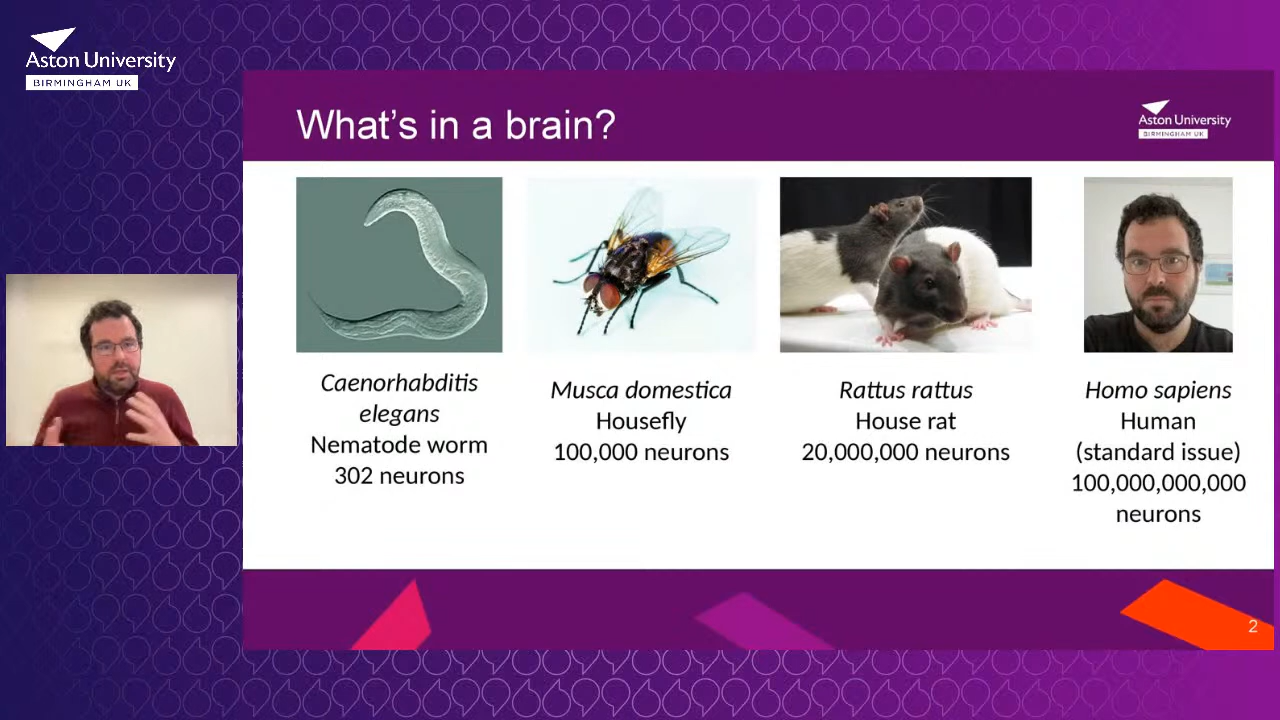 Aston University
BIRMINGHAM UK
What's in a brain?
Aston University
BIRMINGHAM UK
Caenorhabditis
elegans
Nematode worm
302 neurons
Musca domestica
Housefly
100,000 neurons
Rattus rattus
House rat
20,000,000 neurons
Homo sapiens
Human
(standard issue)
100,000,000,000
neurons
2